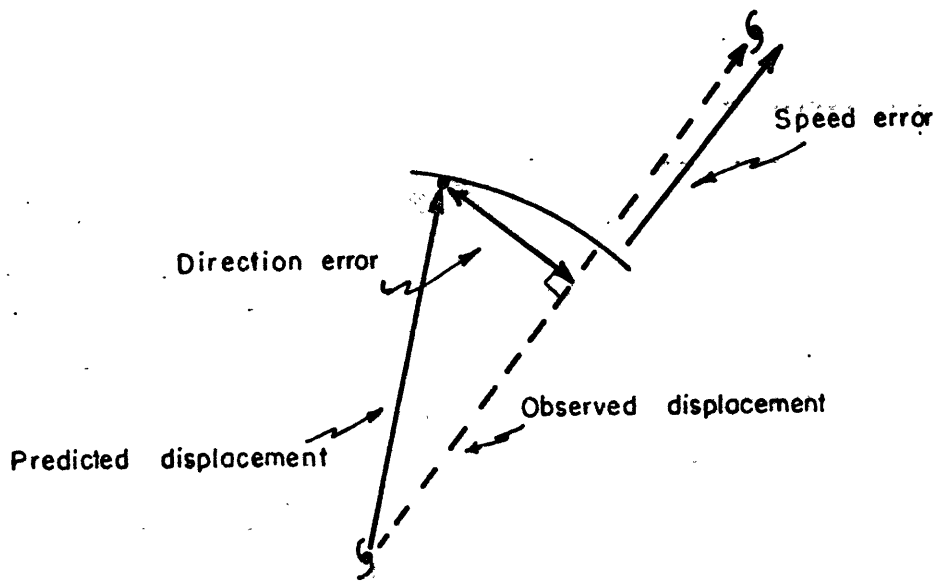 Speed error
Direction error
Observed displacement
Predicted displacement